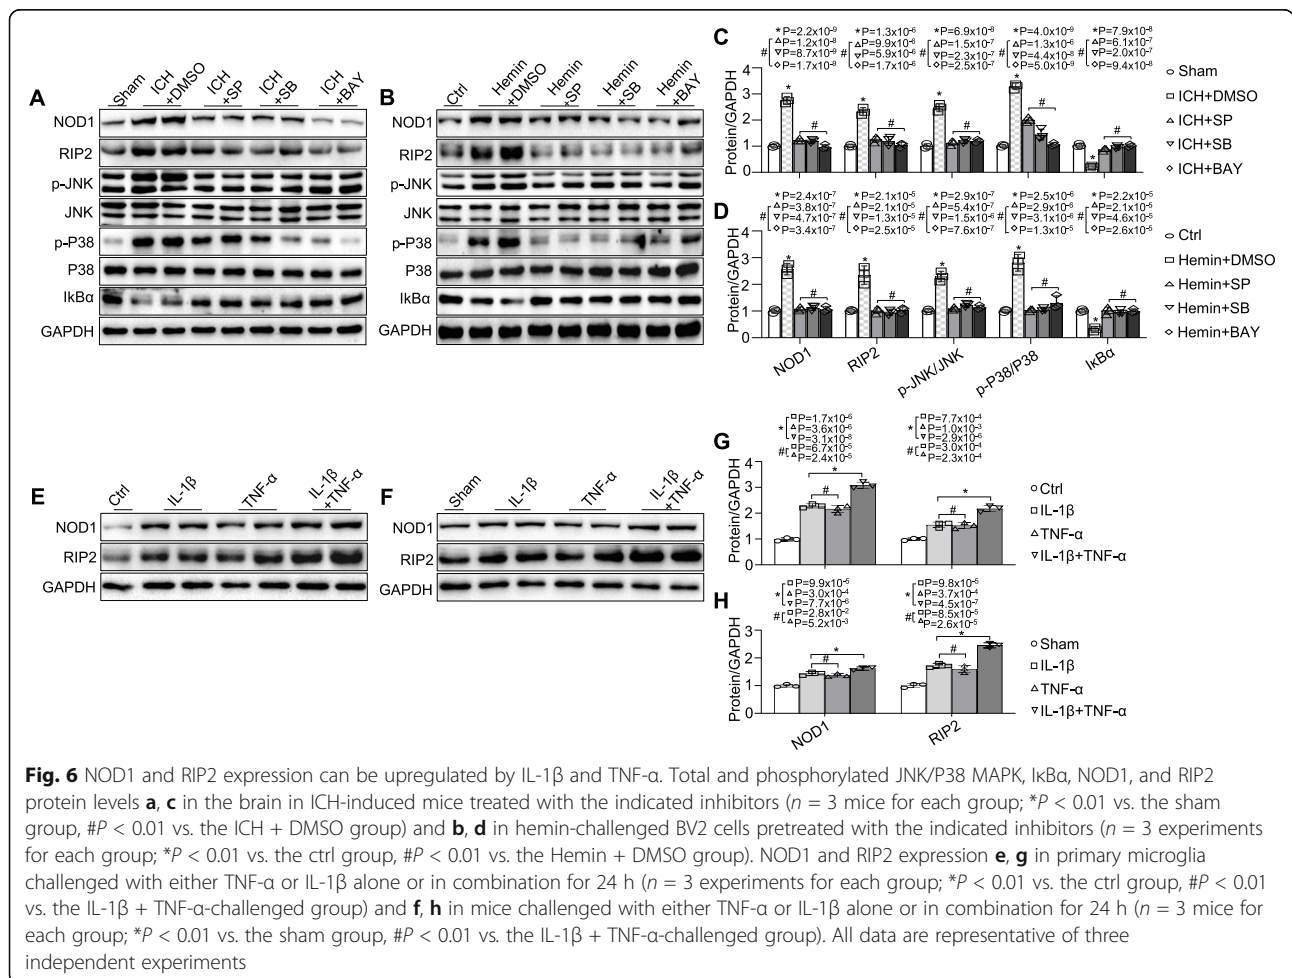 A
Sham
ICH
+DMSO
ICH
+SP
ICH
+SB
ICH
+BAY
NOD1
RIP2
p-JNK
JNK
p-P38
P38
IkBα
GAPDH
B
Ctrl
Hemin
+DMSO
Hemin
+SP
Hemin
+SB
Hemin
+BAY
NOD1
RIP2
p-JNK
JNK
p-P38
P38
IkBα
GAPDH
C
* P=2.2x10⁻⁹ * P=1.3x10⁻⁶ * P=6.9x10⁻⁸ * P=4.0x10⁻⁹ * P=7.9x10⁻⁸
# △P=1.2x10⁻⁸ # △P=9.9x10⁻⁶ # △P=1.5x10⁻⁷ # △P=1.3x10⁻⁶ # △P=6.1x10⁻⁷
▽P=8.7x10⁻⁹ ▽P=5.9x10⁻⁶ ▽P=2.3x10⁻⁷ ▽P=4.4x10⁻⁸ ▽P=2.0x10⁻⁷
◇P=1.7x10⁻⁹ ◇P=1.7x10⁻⁶ ◇P=2.5x10⁻⁷ ◇P=5.0x10⁻⁹ ◇P=9.4x10⁻⁸
Protein/GAPDH
4
3
2
1
0
* # * # * # * # * #
Sham
ICH+DMSO
ICH+SP
ICH+SB
ICH+BAY
D
* P=2.4x10⁻⁷ * P=2.1x10⁻⁵ * P=2.9x10⁻⁷ * P=2.5x10⁻⁶ * P=2.2x10⁻⁵
# △P=3.8x10⁻⁷ # △P=2.1x10⁻⁵ # △P=5.4x10⁻⁷ # △P=2.9x10⁻⁶ # △P=2.1x10⁻⁵
▽P=4.7x10⁻⁷ ▽P=1.3x10⁻⁵ ▽P=1.5x10⁻⁶ ▽P=3.1x10⁻⁶ ▽P=4.6x10⁻⁵
◇P=3.4x10⁻⁷ ◇P=2.5x10⁻⁵ ◇P=7.6x10⁻⁷ ◇P=1.3x10⁻⁵ ◇P=2.6x10⁻⁵
Protein/GAPDH
4
3
2
1
0
* # * # * # * # * #
Ctrl
Hemin+DMSO
Hemin+SP
Hemin+SB
Hemin+BAY
NOD1
RIP2
p-JNK/JNK
p-P38/P38
IκBα
E
Ctrl
IL-1β
TNF-α
IL-1β
+TNF-α
NOD1
RIP2
GAPDH
F
Sham
IL-1β
TNF-α
IL-1β
+TNF-α
NOD1
RIP2
GAPDH
G
□P=1.7x10⁻⁶ □P=7.7x10⁻⁴
* △P=3.6x10⁻⁶ * △P=1.0x10⁻³
▽P=3.1x10⁻⁸ ▽P=2.9x10⁻⁶
# □P=6.7x10⁻⁵ # □P=3.0x10⁻⁴
△P=2.4x10⁻⁵ △P=2.3x10⁻⁴
Protein/GAPDH
4
3
2
1
0
* # * #
Ctrl
IL-1β
TNF-α
IL-1β+TNF-α
H
□P=9.9x10⁻⁵ □P=9.8x10⁻⁵
* △P=3.0x10⁻⁴ * △P=3.7x10⁻⁴
▽P=7.7x10⁻⁶ ▽P=4.5x10⁻⁷
# □P=2.8x10⁻² # □P=8.5x10⁻⁵
△P=5.2x10⁻³ △P=2.6x10⁻⁵
Protein/GAPDH
3
2
1
0
* # * #
Sham
IL-1β
TNF-α
IL-1β+TNF-α
NOD1
RIP2
Fig. 6 NOD1 and RIP2 expression can be upregulated by IL-1β and TNF-α. Total and phosphorylated JNK/P38 MAPK, IκBα, NOD1, and RIP2
protein levels a, c in the brain in ICH-induced mice treated with the indicated inhibitors (n = 3 mice for each group; *P < 0.01 vs. the sham
group, #P < 0.01 vs. the ICH + DMSO group) and b, d in hemin-challenged BV2 cells pretreated with the indicated inhibitors (n = 3 experiments
for each group; *P < 0.01 vs. the ctrl group, #P < 0.01 vs. the Hemin + DMSO group). NOD1 and RIP2 expression e, g in primary microglia
challenged with either TNF-α or IL-1β alone or in combination for 24 h (n = 3 experiments for each group; *P < 0.01 vs. the ctrl group, #P < 0.01
vs. the IL-1β + TNF-α-challenged group) and f, h in mice challenged with either TNF-α or IL-1β alone or in combination for 24 h (n = 3 mice for
each group; *P < 0.01 vs. the sham group, #P < 0.01 vs. the IL-1β + TNF-α-challenged group). All data are representative of three
independent experiments